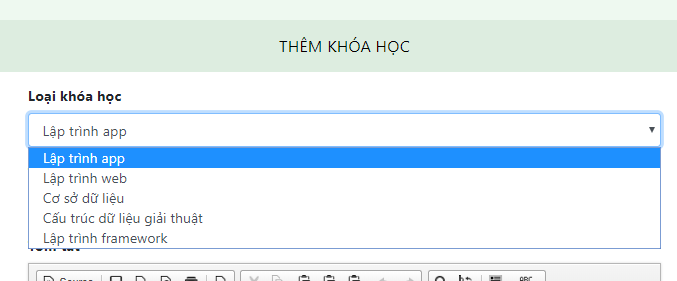 THÊM KHÓA HỌC
Loại khóa học
Lập trình app
Lập trình app
Lập trình web
Cơ sở dữ liệu
Cấu trúc dữ liệu giải thuật
Lập trình framework